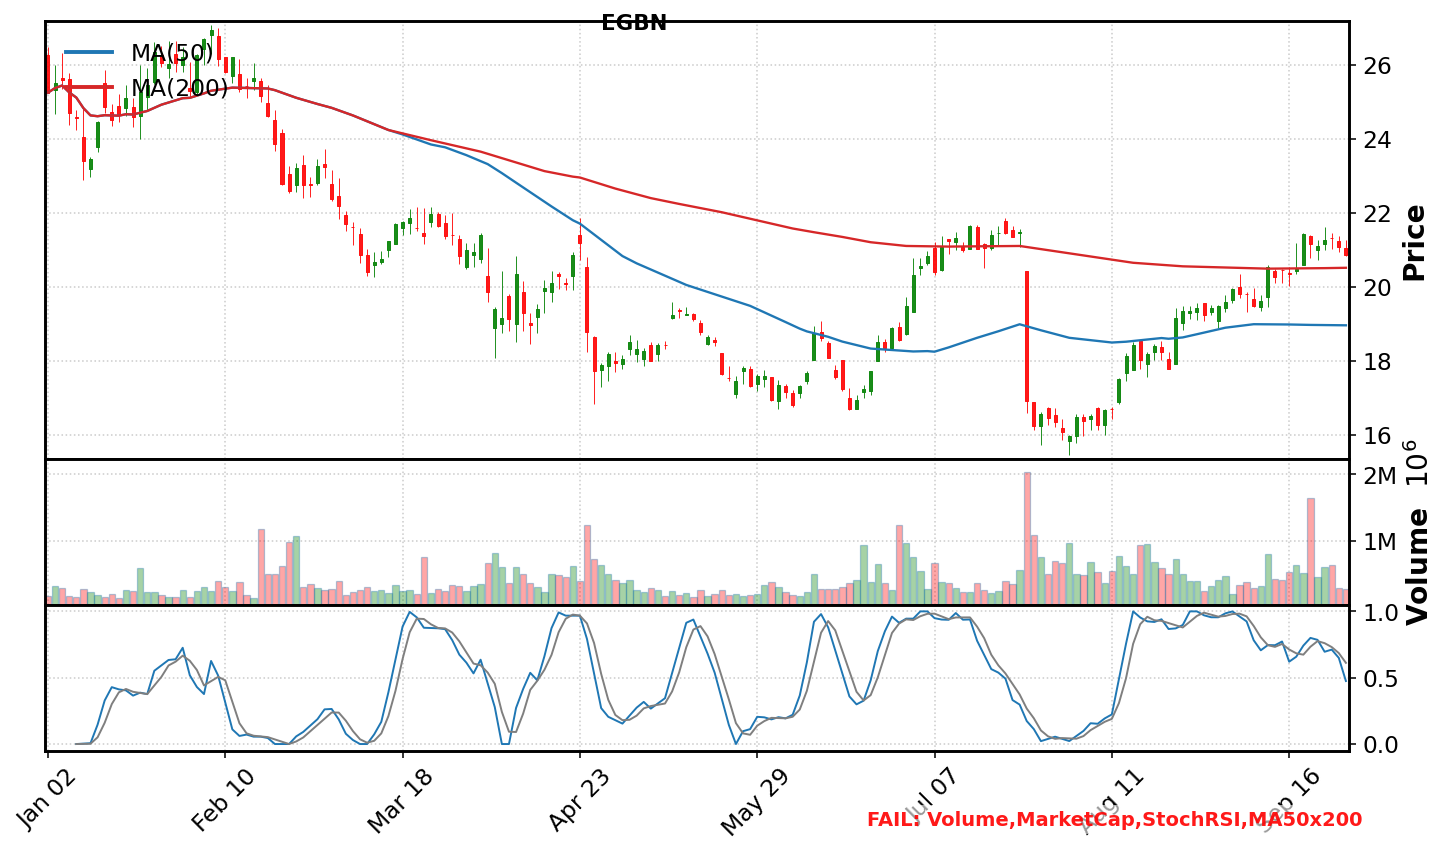 EGBN
MA(50)
MA(200)
26
24
22
20
18
16
Price
10⁶
2M
1M
Volume
1.0
0.5
0.0
Jan 02
Feb 10
Mar 18
Apr 23
May 29
Jul 07
Aug 11
Sep 16
FAIL: Volume,Marketcap,StochRSI,MA50x200